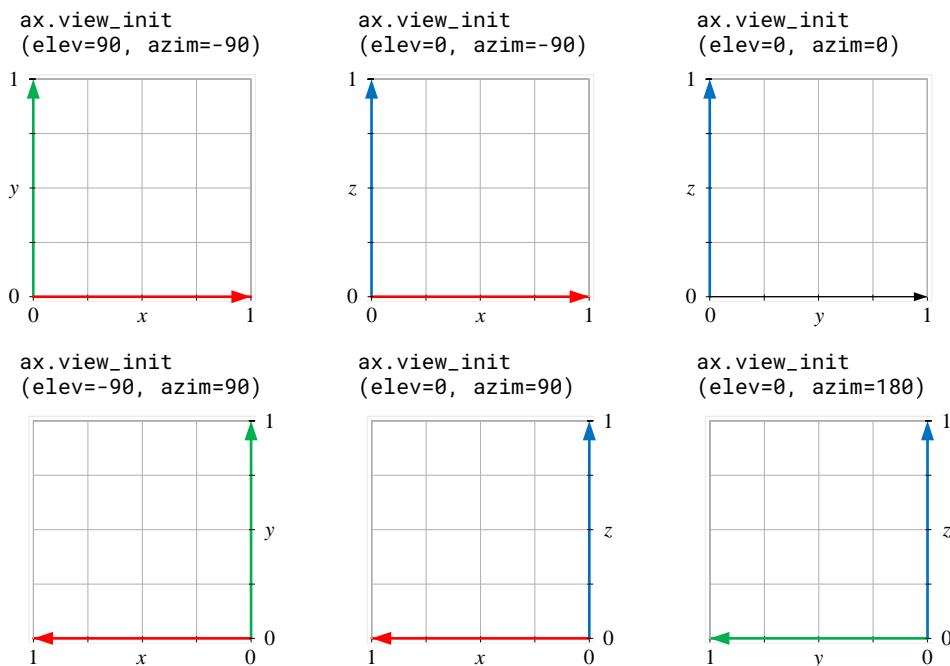 ax.view_init
(elev=90, azim=-90)
1
y
0
0 x 1
ax.view_init
(elev=0, azim=-90)
1
z
0
0 x 1
ax.view_init
(elev=0, azim=0)
1
z
0
0 y 1
ax.view_init
(elev=-90, azim=90)
1
y
0
1 x 0
ax.view_init
(elev=0, azim=90)
1
z
0
1 x 0
ax.view_init
(elev=0, azim=180)
1
z
0
1 y 0